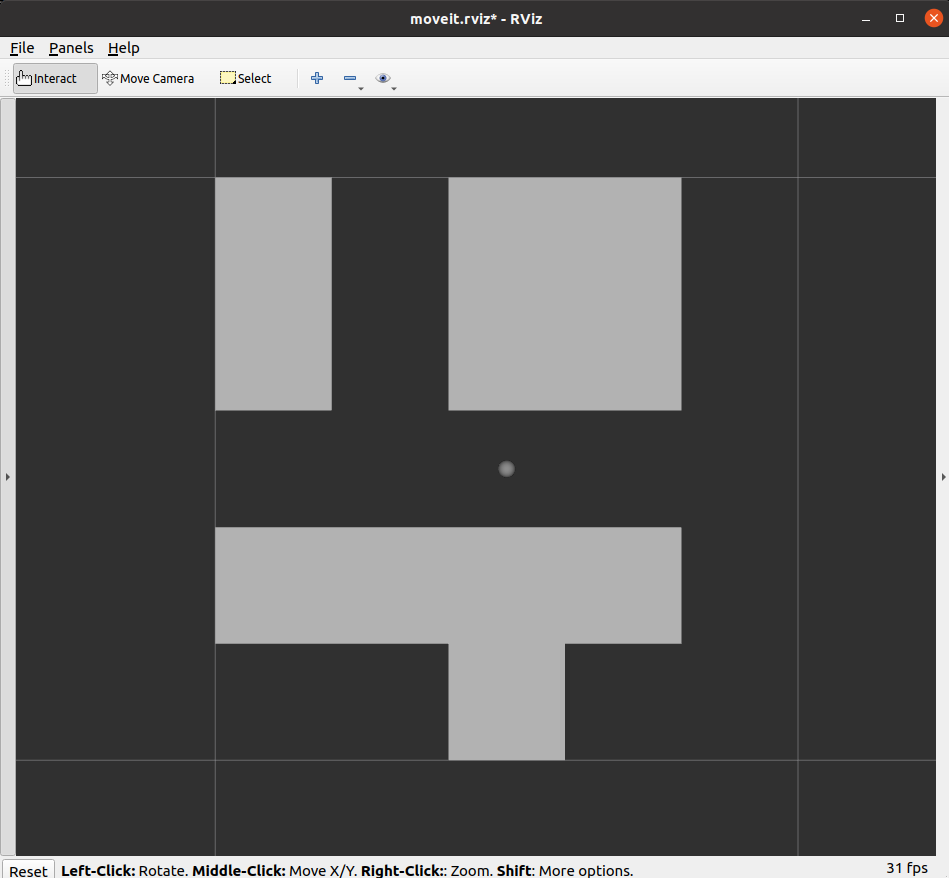 moveit.rviz* - RViz
File Panels Help
Interact Move Camera Select
Reset Left-Click: Rotate. Middle-Click: Move X/Y. Right-Click:: Zoom. Shift: More options. 31 fps